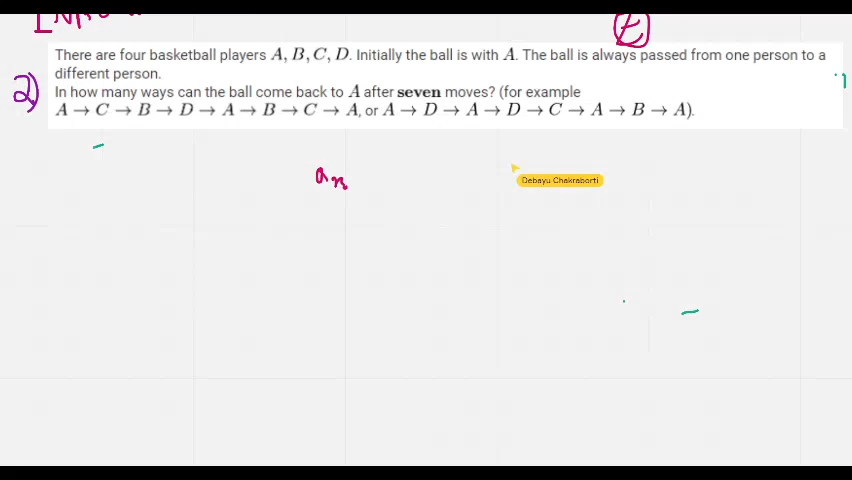 There are four basketball players A, B, C, D. Initially the ball is with A. The ball is always passed from one person to a
2) different person.
In how many ways can the ball come back to A after seven moves? (for example
A → C → B → D → A → B → C → A, or A → D → A → D → C → A → B → A).
a_n
Debayu Chakraborti